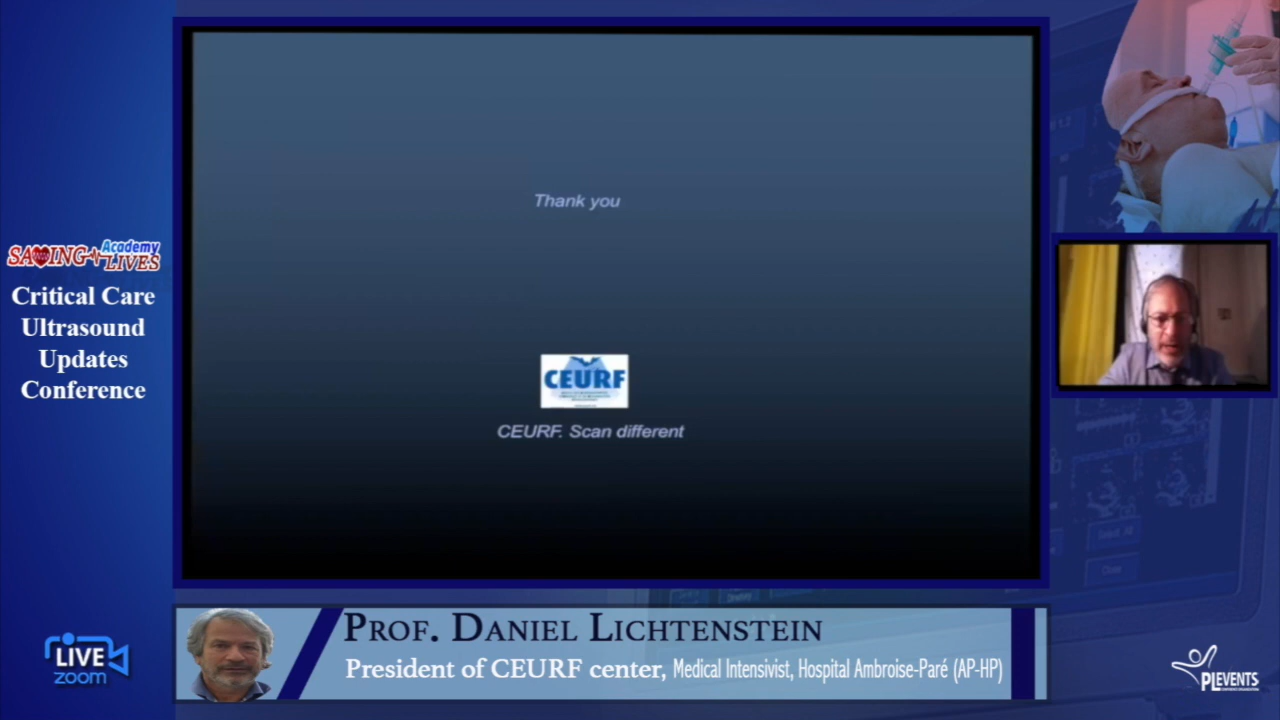 SAVING Academy LIVES
Critical Care
Ultrasound
Updates
Conference
Thank you
CEURF
CEURF. Scan different
PROF. DANIEL LICHTENSTEIN
President of CEURF center, Medical Intensivist, Hospital Ambroise-Paré (AP-HP)
LIVE
zoom
PLEVENTS